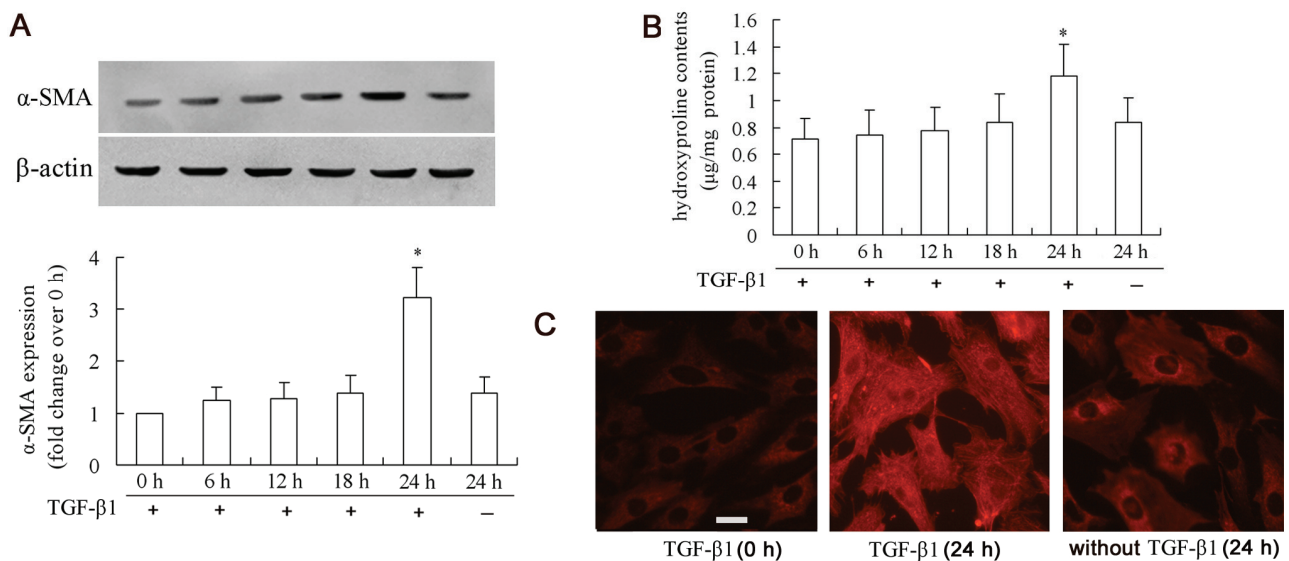 A
α-SMA
β-actin
α-SMA expression
(fold change over 0 h)
4
3
2
1
0
*
0 h 6 h 12 h 18 h 24 h 24 h
TGF-β1 + + + + + –
B
hydroxyproline contents
(μg/mg protein)
1.6
1.4
1.2
1
0.8
0.6
0.4
0.2
0
*
0 h 6 h 12 h 18 h 24 h 24 h
TGF-β1 + + + + + –
C
TGF-β1 (0 h) TGF-β1 (24 h) without TGF-β1 (24 h)